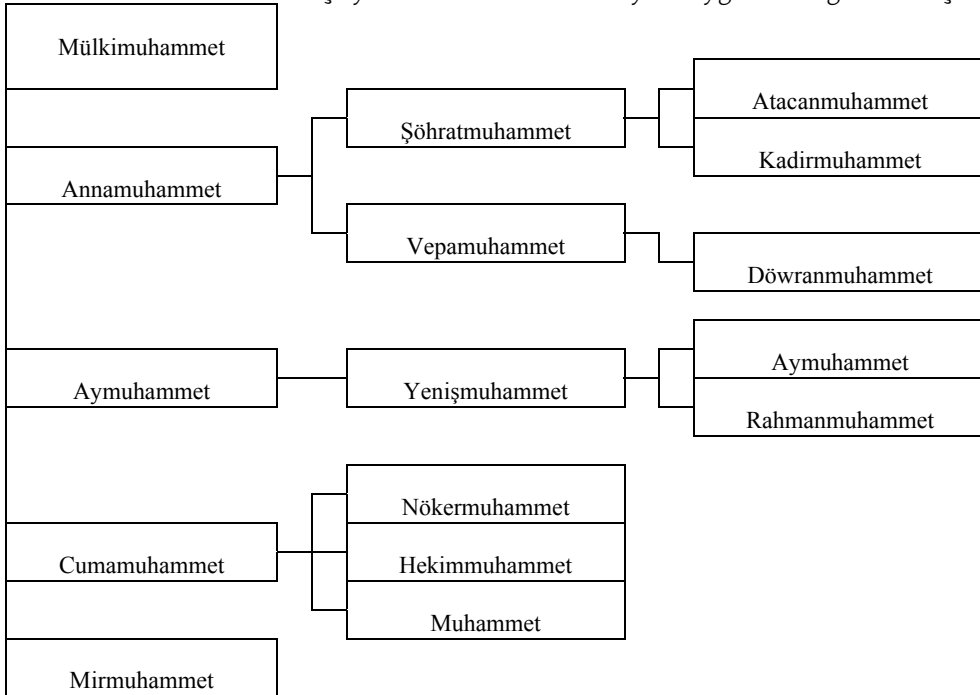 Mülkimuhammet
Atacanmuhammet
Şöhratmuhammet
Kadirmuhammet
Annamuhammet
Vepamuhammet
Döwranmuhammet
Aymuhammet
Aymuhammet
Yenişmuhammet
Rahmanmuhammet
Nökermuhammet
Cumamuhammet
Hekimmuhammet
Muhammet
Mirmuhammet